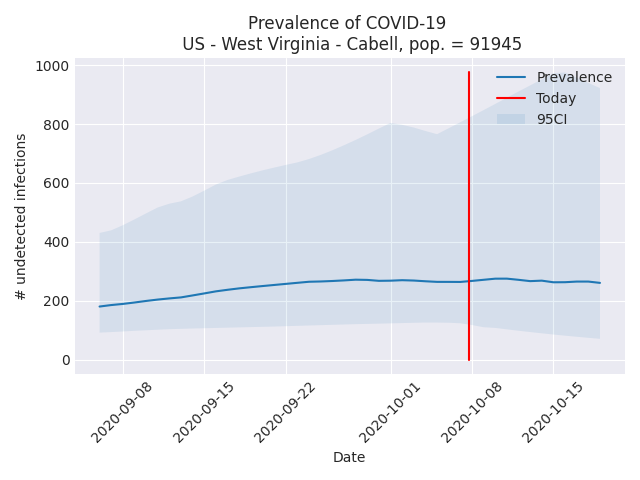 Prevalence of COVID-19
US - West Virginia - Cabell, pop. = 91945
Prevalence
Today
95CI
1000
800
600
400
200
0
# undetected infections
2020-09-08
2020-09-15
2020-09-22
2020-10-01
2020-10-08
2020-10-15
Date